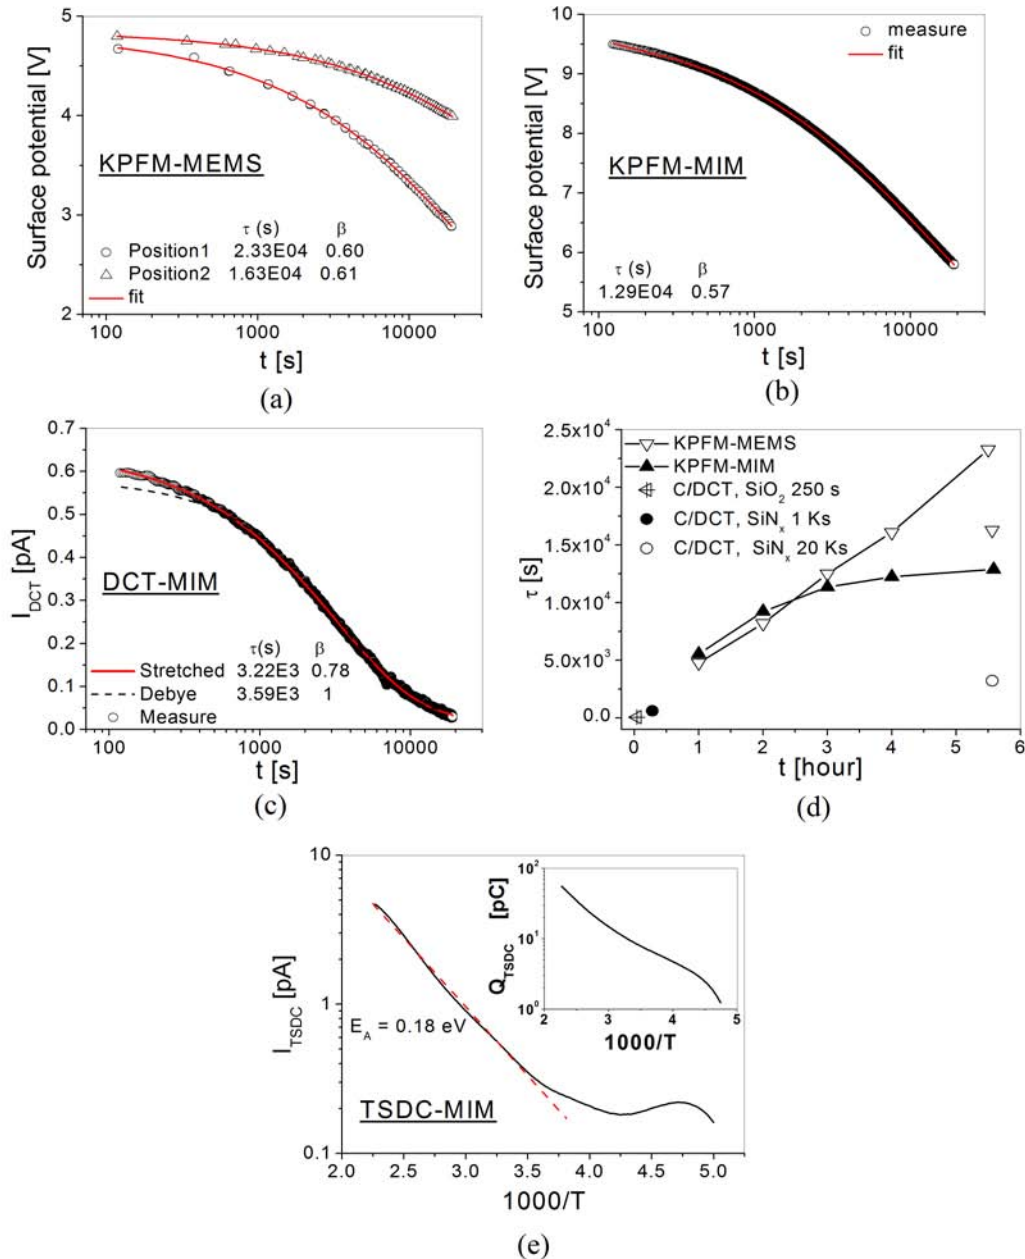 5
4
3
2
Surface potential [V]
KPFM-MEMS
τ (s) β
Position1 2.33E04 0.60
Position2 1.63E04 0.61
fit
100 1000 10000
t [s]
(a)
10
9
8
7
6
5
Surface potential [V]
measure
fit
KPFM-MIM
τ (s) β
1.29E04 0.57
100 1000 10000
t [s]
(b)
0.7
0.6
0.5
0.4
0.3
0.2
0.1
0.0
I_DCT [pA]
DCT-MIM
τ(s) β
Stretched 3.22E3 0.78
Debye 3.59E3 1
Measure
100 1000 10000
t [s]
(c)
2.5x10^4
2.0x10^4
1.5x10^4
1.0x10^4
5.0x10^3
0.0
τ [s]
KPFM-MEMS
KPFM-MIM
C/DCT, SiO₂ 250 s
C/DCT, SiNₓ 1 Ks
C/DCT, SiNₓ 20 Ks
0 1 2 3 4 5 6
t [hour]
(d)
10
1
0.1
I_TSDC [pA]
E_A = 0.18 eV
TSDC-MIM
10^2
10^1
10^0
Q_TSDC [pC]
2 3 4 5
1000/T
2.0 2.5 3.0 3.5 4.0 4.5 5.0
1000/T
(e)